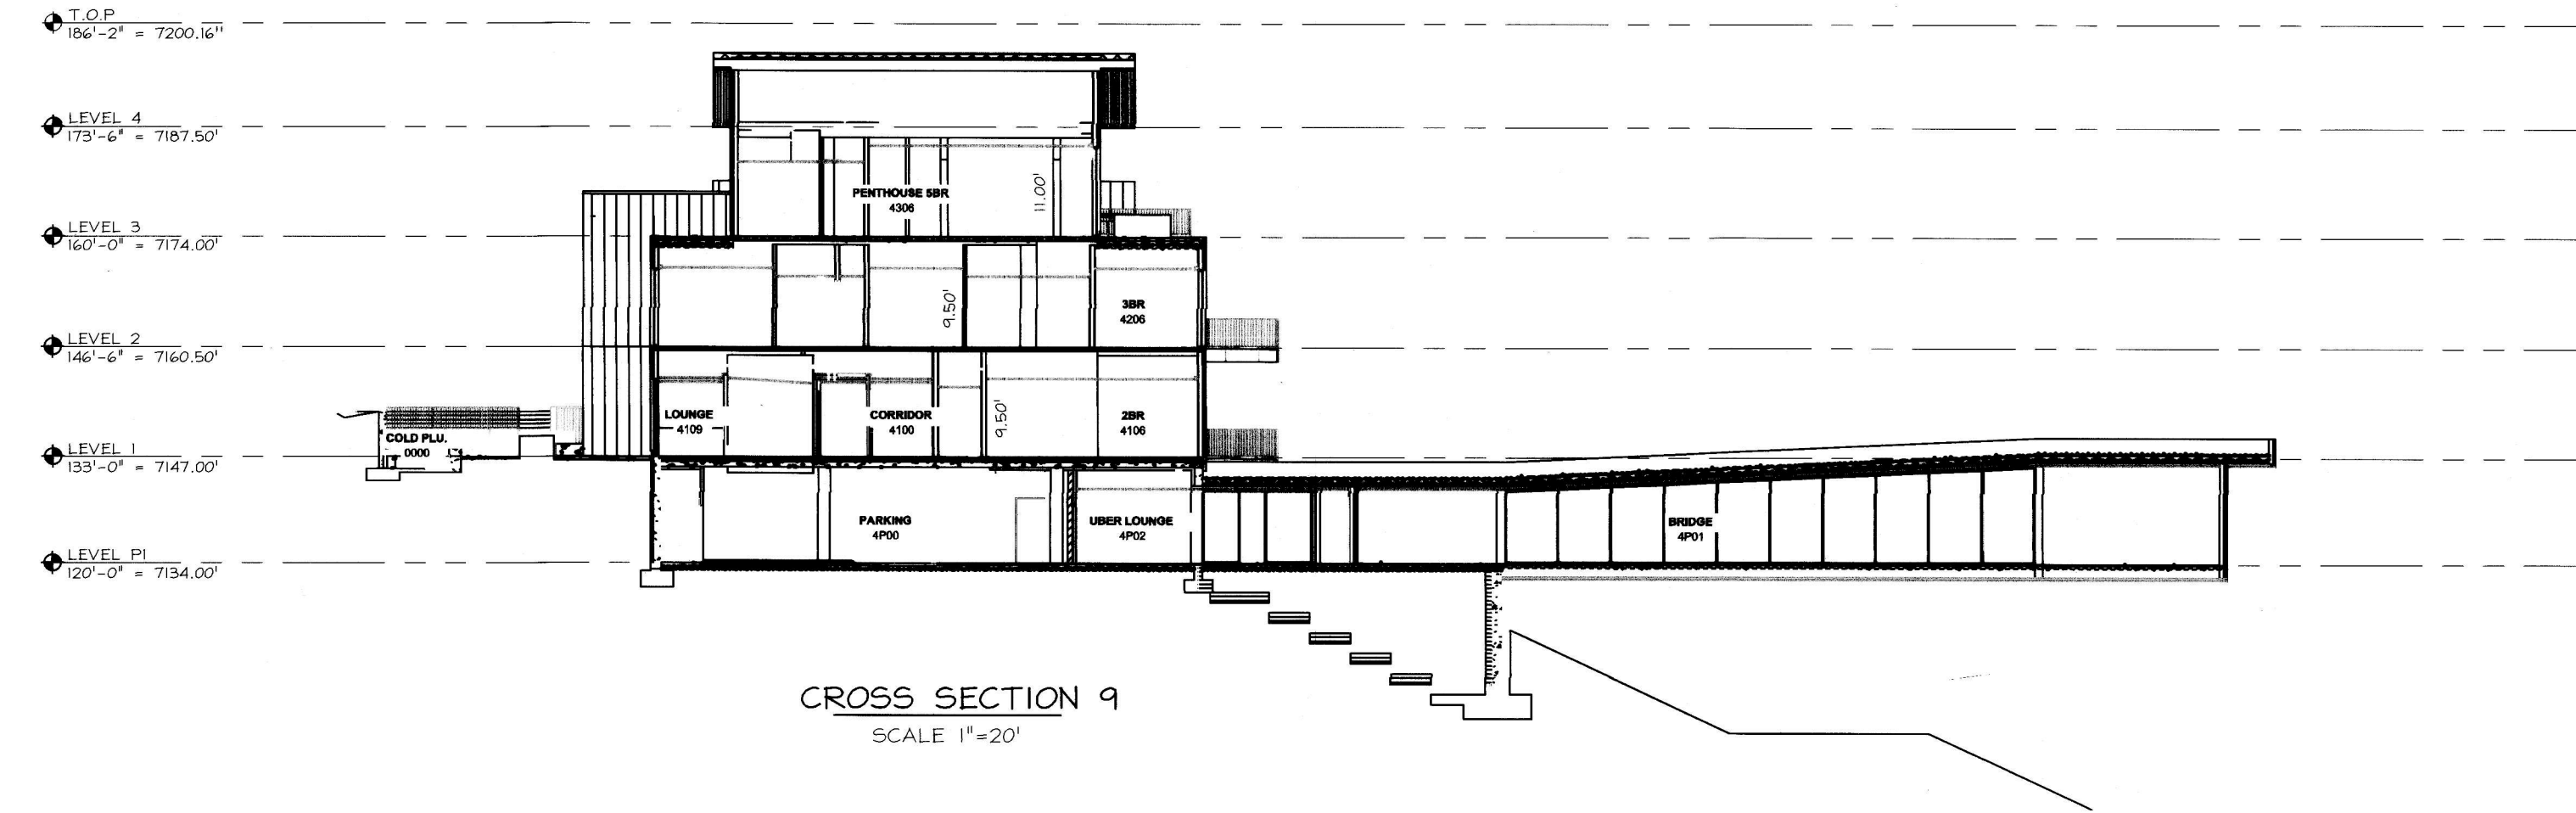 T.O.P
186'-2" = 7200.16"
LEVEL 4
173'-6" = 7187.50'
PENTHOUSE 5BR
4306
11.00'
LEVEL 3
160'-0" = 7174.00'
9.50'
3BR
4206
LEVEL 2
146'-6" = 7160.50'
LOUNGE
4109
CORRIDOR
4100
9.50'
2BR
4106
COLD PLU.
0000
LEVEL 1
133'-0" = 7147.00'
PARKING
4P00
UBER LOUNGE
4P02
BRIDGE
4P01
LEVEL P1
120'-0" = 7134.00'
CROSS SECTION 9
SCALE 1"=20'